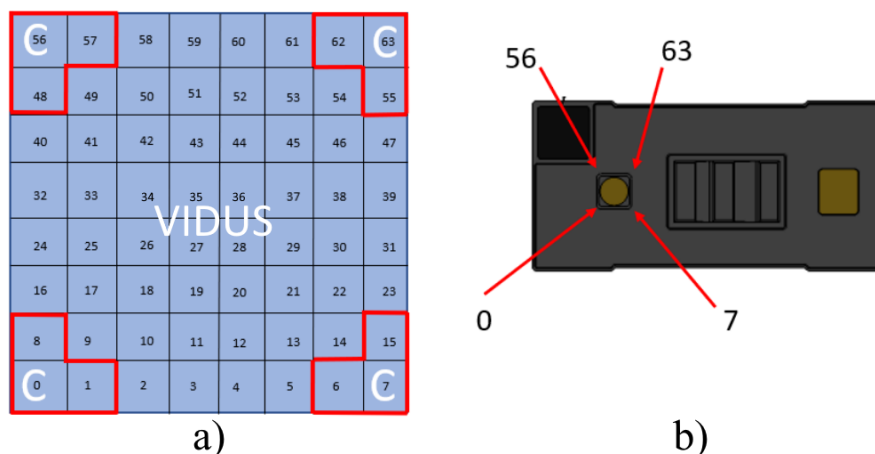 C C
56 57 58 59 60 61 62 63
48 49 50 51 52 53 54 55
40 41 42 43 44 45 46 47
32 33 34 35 36 37 38 39
VIDUS
24 25 26 27 28 29 30 31
16 17 18 19 20 21 22 23
8 9 10 11 12 13 14 15
C C
0 1 2 3 4 5 6 7
a)
56 63
0 7
b)